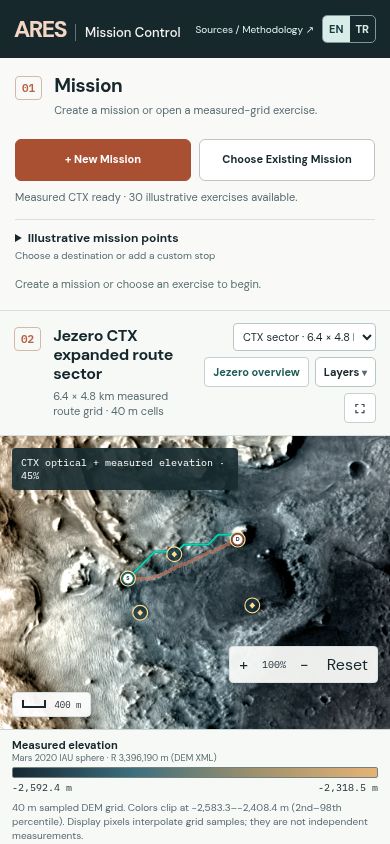 ARES Mission Control Sources / Methodology ↗ EN TR
01 Mission
Create a mission or open a measured-grid exercise.
+ New Mission Choose Existing Mission
Measured CTX ready · 30 illustrative exercises available.
▶ Illustrative mission points
Choose a destination or add a custom stop
Create a mission or choose an exercise to begin.
02 Jezero CTX
expanded route
sector
6.4 × 4.8 km measured
route grid · 40 m cells
CTX sector · 6.4 × 4.8
Jezero overview Layers ▾
CTX optical + measured elevation ·
45%
S
D
+ 100% − Reset
400 m
Measured elevation
Mars 2020 IAU sphere · R 3,396,190 m (DEM XML)
-2,592.4 m -2,318.5 m
40 m sampled DEM grid. Colors clip at -2,583.3–-2,408.4 m (2nd–98th
percentile). Display pixels interpolate grid samples; they are not independent
measurements.